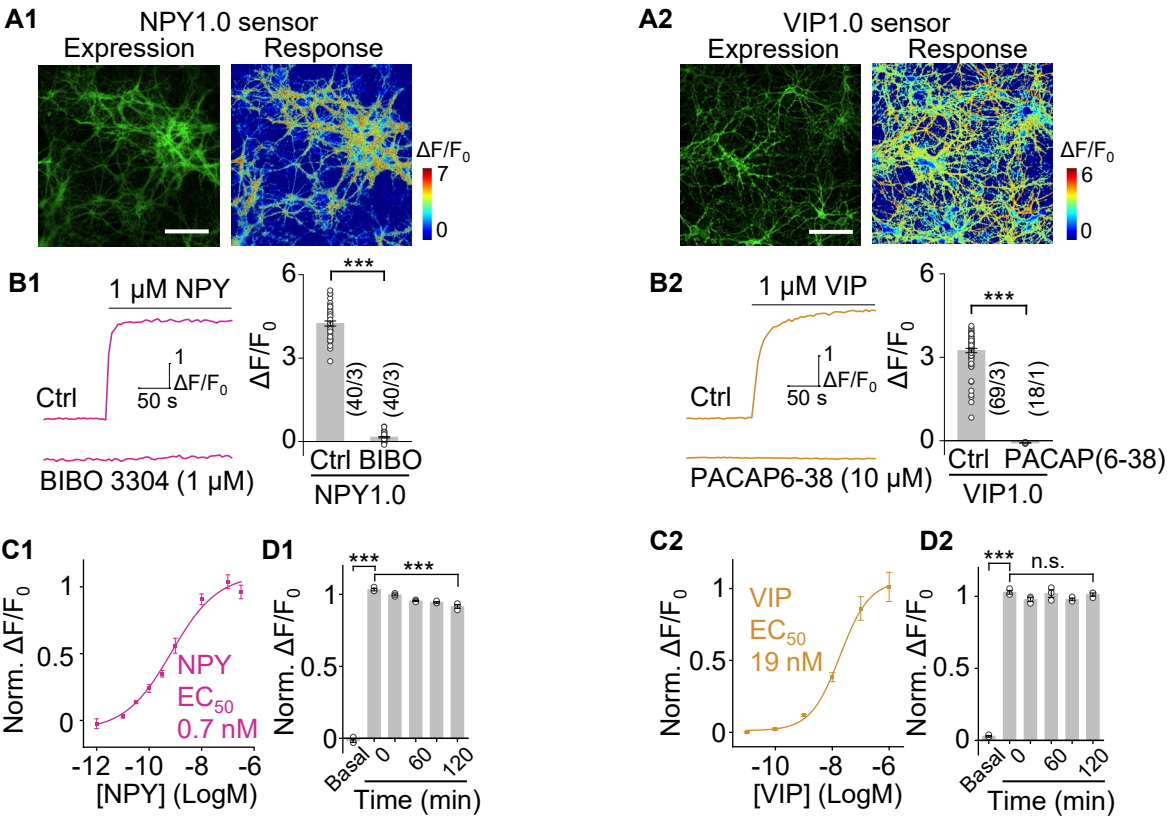 A1
NPY1.0 sensor
Expression
Response
ΔF/F0
7
0
A2
VIP1.0 sensor
Expression
Response
ΔF/F0
6
0
B1
1 μM NPY
Ctrl
1
ΔF/F0
50 s
BIBO 3304 (1 μM)
ΔF/F0
6
3
0
***
(40/3)
(40/3)
Ctrl BIBO
NPY1.0
B2
1 μM VIP
Ctrl
1
ΔF/F0
50 s
PACAP6-38 (10 μM)
ΔF/F0
6
3
0
***
(69/3)
(18/1)
Ctrl PACAP(6-38)
VIP1.0
C1
Norm. ΔF/F0
1
0.5
0
NPY
EC50
0.7 nM
-12 -10 -8 -6
[NPY] (LogM)
D1
Norm. ΔF/F0
1
0.5
0
*** ***
Basal 0 60 120
Time (min)
C2
Norm. ΔF/F0
1
0.5
0
VIP
EC50
19 nM
-10 -8 -6
[VIP] (LogM)
D2
Norm. ΔF/F0
1
0.5
0
*** n.s.
Basal 0 60 120
Time (min)